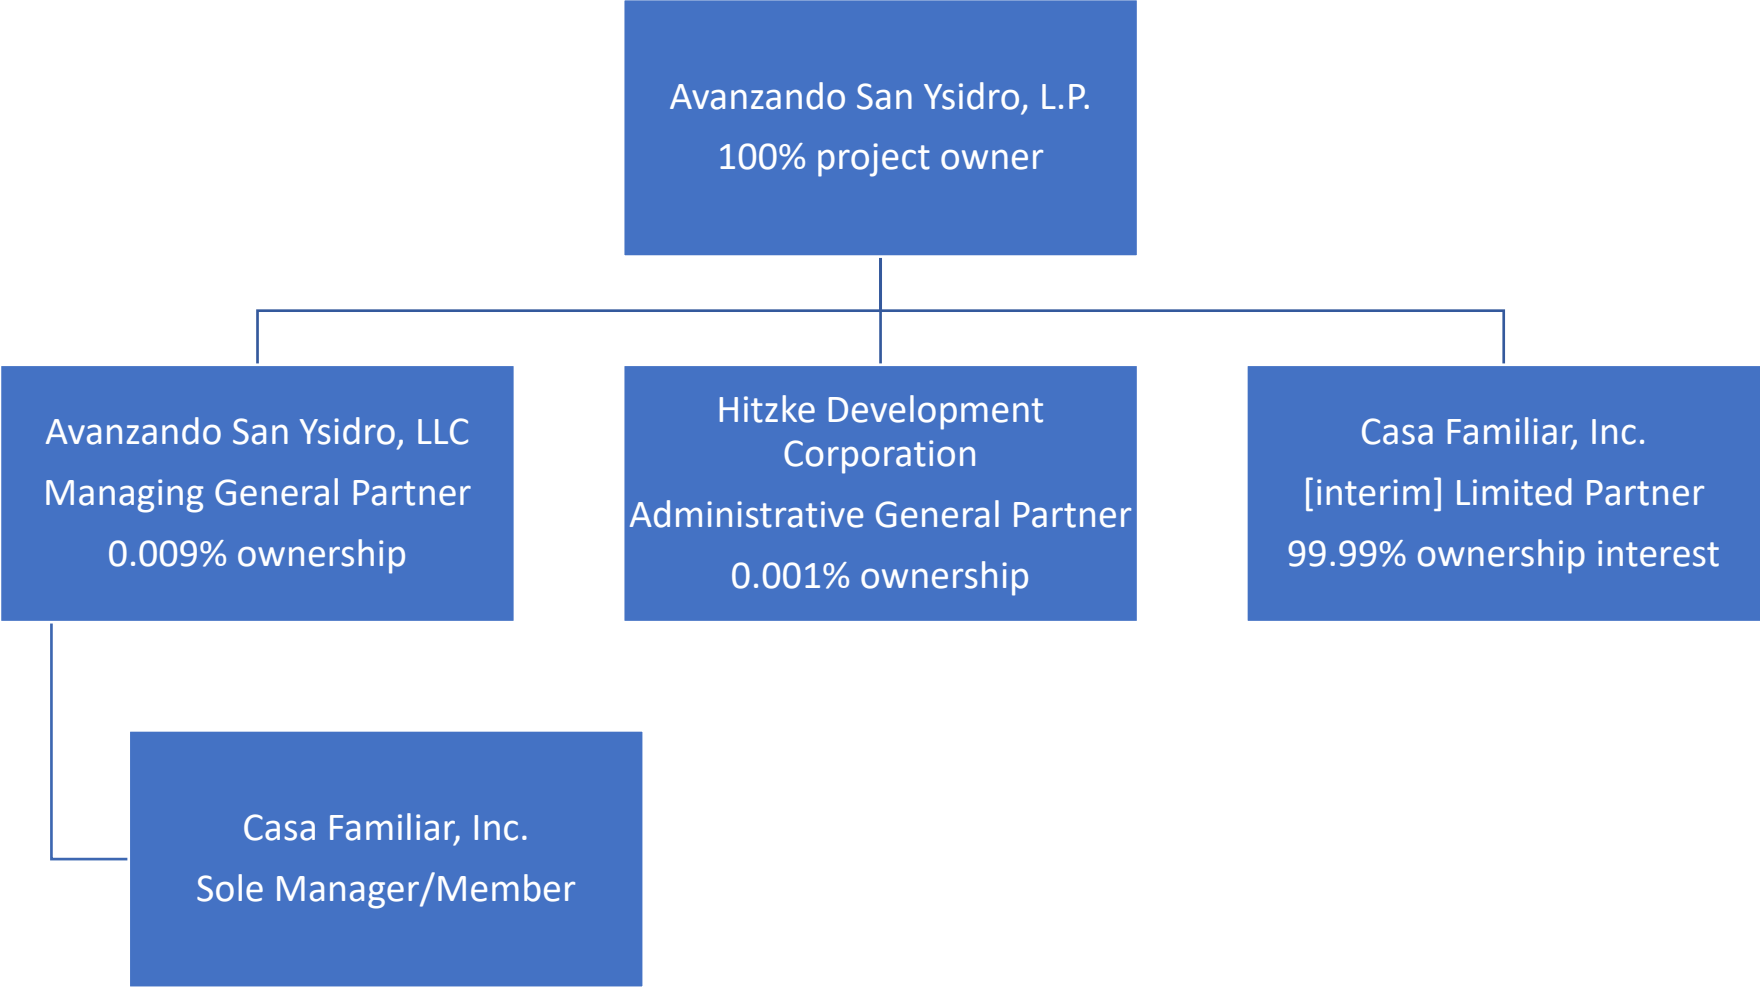 Avanzando San Ysidro, L.P.
100% project owner
Avanzando San Ysidro, LLC
Managing General Partner
0.009% ownership
Hitzke Development
Corporation
Administrative General Partner
0.001% ownership
Casa Familiar, Inc.
[interim] Limited Partner
99.99% ownership interest
Casa Familiar, Inc.
Sole Manager/Member